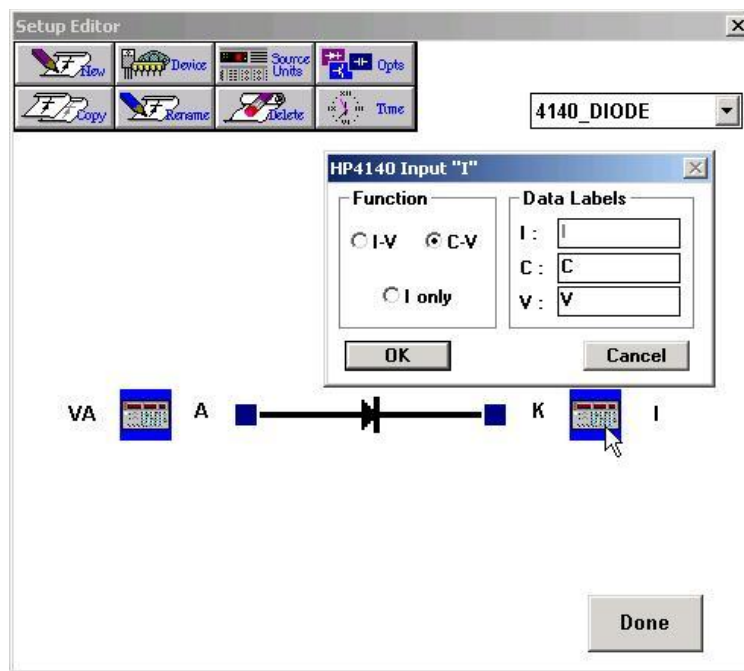 Setup Editor
New Device Source Units Opts
Copy Rename Delete Time
4140_DIODE
HP4140 Input "I"
Function Data Labels
I-V C-V I : I
C : C
I only V : V
OK Cancel
VA A K I
Done